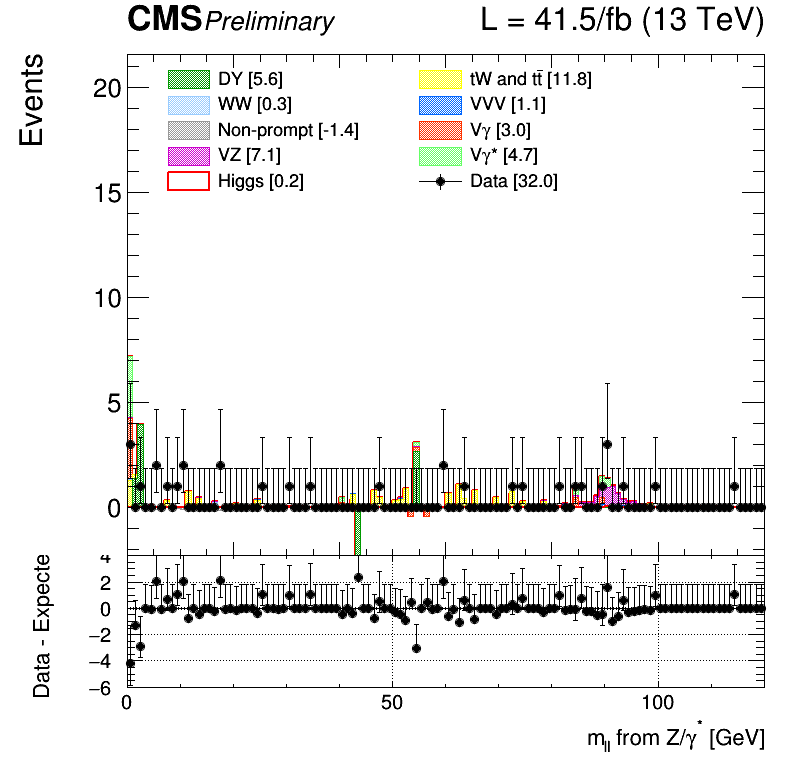 CMS Preliminary L = 41.5/fb (13 TeV)
Events
DY [5.6] tW and tt̄ [11.8]
WW [0.3] VVV [1.1]
Non-prompt [-1.4] Vγ [3.0]
VZ [7.1] Vγ* [4.7]
Higgs [0.2] Data [32.0]
20
15
10
5
0
Data - Expecte
4
2
0
−2
−4
−6
0 50 100
m_ll from Z/γ* [GeV]